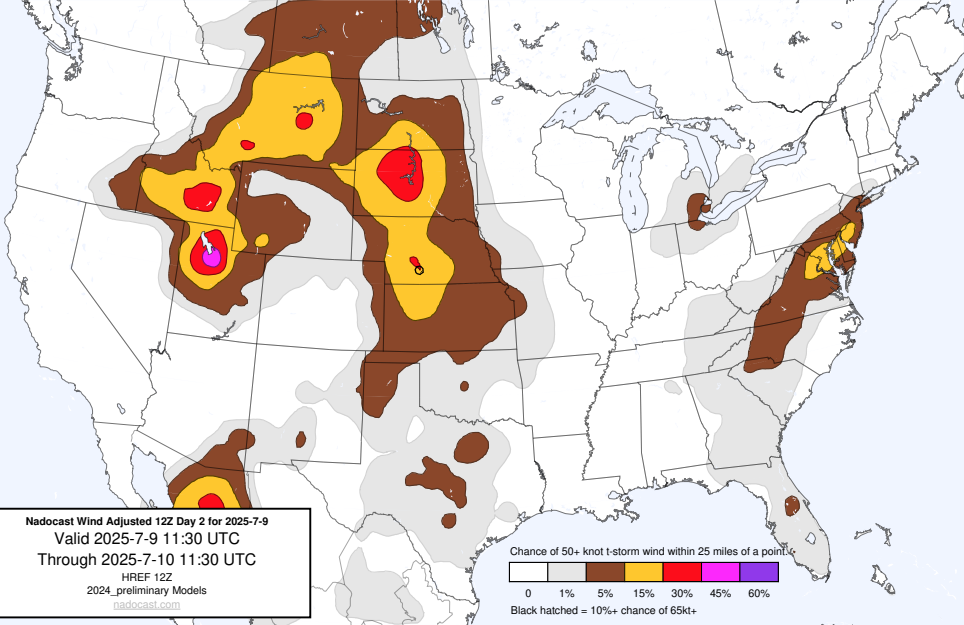 Nadocast Wind Adjusted 12Z Day 2 for 2025-7-9
Valid 2025-7-9 11:30 UTC
Through 2025-7-10 11:30 UTC
HREF 12Z
2024_preliminary Models
nadocast.com
Chance of 50+ knot t-storm wind within 25 miles of a point.
0 1% 5% 15% 30% 45% 60%
Black hatched = 10%+ chance of 65kt+